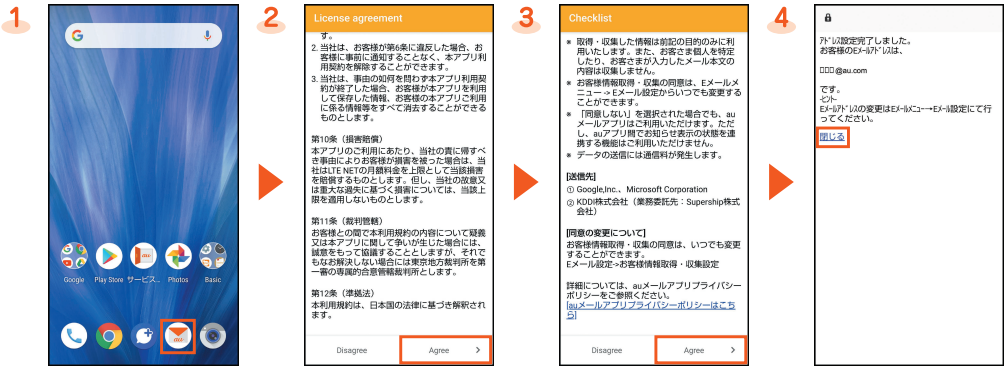 1
G
Google
Play Store
サービス...
Photos
Basic
au
2
License agreement
す。
2. 当社は、お客様が第6条に違反した場合、お
客様に事前に通知することなく、本アプリ利
用契約を解除することができます。
3. 当社は、事由の如何を問わず本アプリ利用契
約が終了した場合、お客様が本アプリを利用
して保存した情報、お客様の本アプリご利用
に係る情報等をすべて消去することができる
ものとします。
第10条（損害賠償）
本アプリのご利用にあたり、当社の責に帰すべ
き事由によりお客様が損害を被った場合は、当
社はLTE NETの月額料金を上限として当該損害
を賠償するものとします。但し、当社の故意又
は重大な過失に基づく損害については、当該上
限を適用しないものとします。
第11条（裁判管轄）
お客様との間で本利用規約の内容について疑義
又は本アプリに関して争いが生じた場合には、
誠意をもって協議することとしますが、それで
もなお解決しない場合には東京地方裁判所を第
一審の専属的合意管轄裁判所とします。
第12条（準拠法）
本利用規約は、日本国の法律に基づき解釈され
ます。
Disagree
Agree
3
Checklist
※ 取得・収集した情報は前記の目的のみに利
用いたします。また、お客さま個人を特定
したり、お客さまが入力したメール本文の
内容は収集しません。
※ お客様情報取得・収集の同意は、Eメールメ
ニュー -> Eメール設定からいつでも変更する
ことができます。
※ 「同意しない」を選択された場合でも、au
メールアプリはご利用いただけます。ただ
し、auアプリ間でお知らせ表示の状態を連
携する機能はご利用いただけません。
※ データの送信には通信料が発生します。
[送信先]
① Google,Inc.、Microsoft Corporation
② KDDI株式会社（業務委託先：Supership株式
会社）
[同意の変更について]
お客様情報取得・収集の同意は、いつでも変更
することができます。
Eメール設定->お客様情報取得・収集設定
詳細については、auメールアプリプライバシー
ポリシーをご参照ください。
[auメールアプリプライバシーポリシーはこち
ら]
Disagree
Agree
4
ｱﾄﾞﾚｽ設定完了しました。
お客様のEﾒｰﾙｱﾄﾞﾚｽは、
□□□@au.com
です。
-ﾋﾝﾄ-
Eﾒｰﾙｱﾄﾞﾚｽの変更はEﾒｰﾙﾒﾆｭｰ→Eﾒｰﾙ設定にて行
ってください。
閉じる